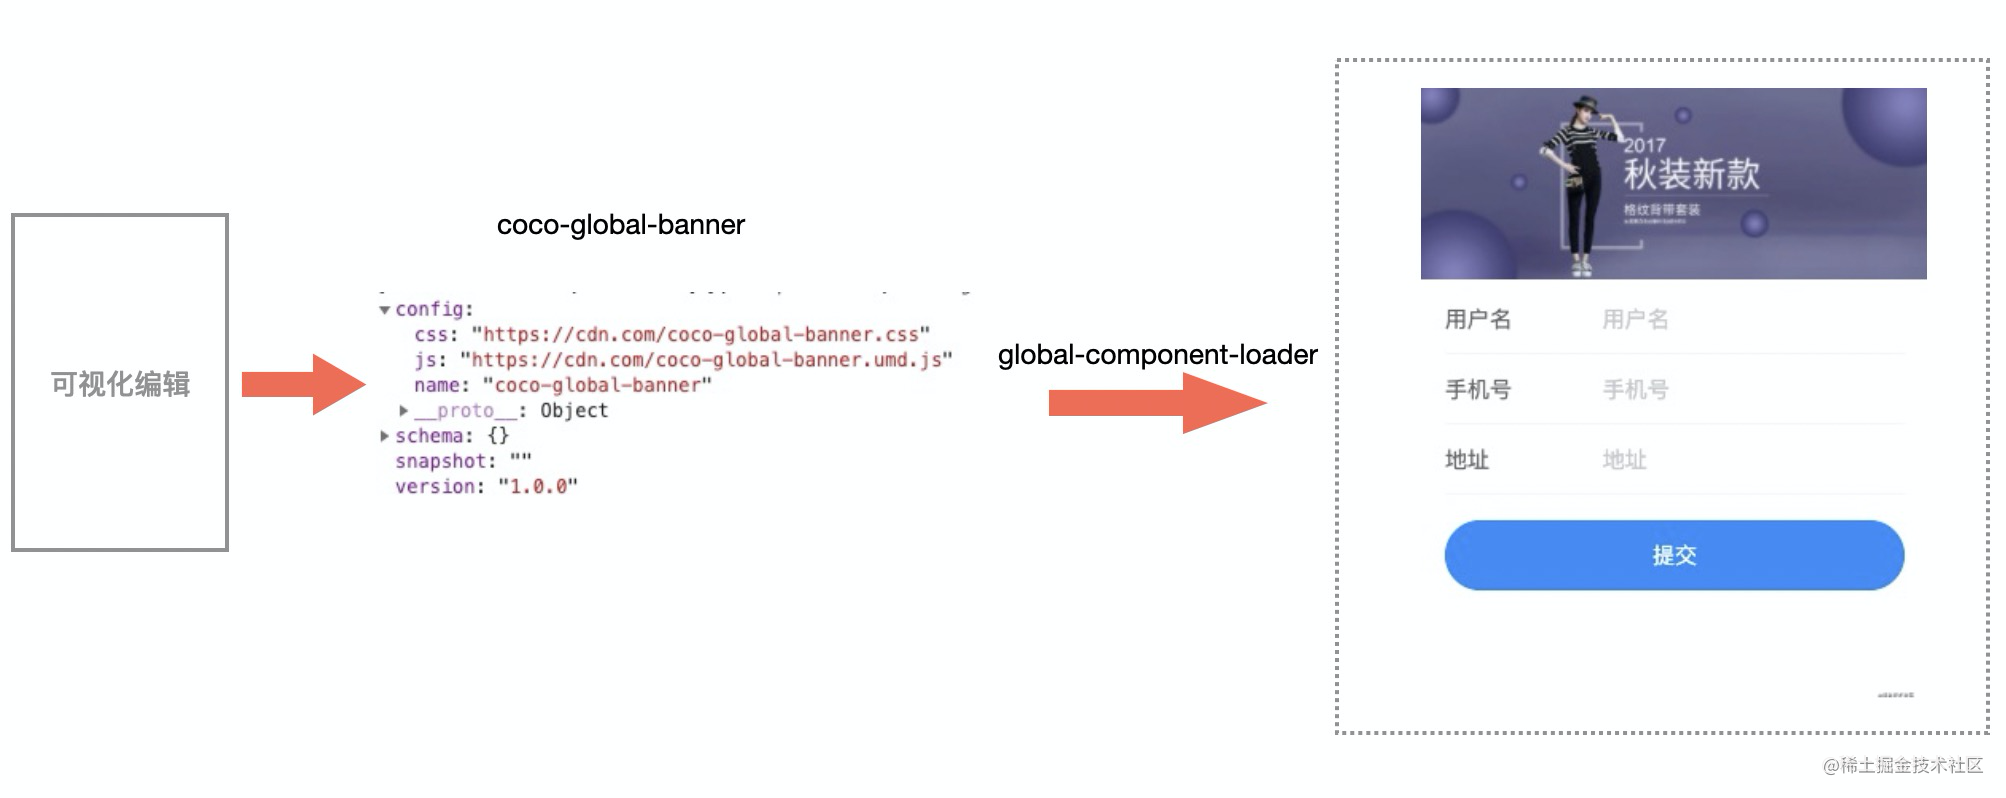 可视化编辑
coco-global-banner
config:
css: "https://cdn.com/coco-global-banner.css"
js: "https://cdn.com/coco-global-banner.umd.js"
name: "coco-global-banner"
__proto__: Object
schema: {}
snapshot: ""
version: "1.0.0"
global-component-loader
2017
秋装新款
格纹背带套装
用户名 用户名
手机号 手机号
地址 地址
提交
@稀土掘金技术社区